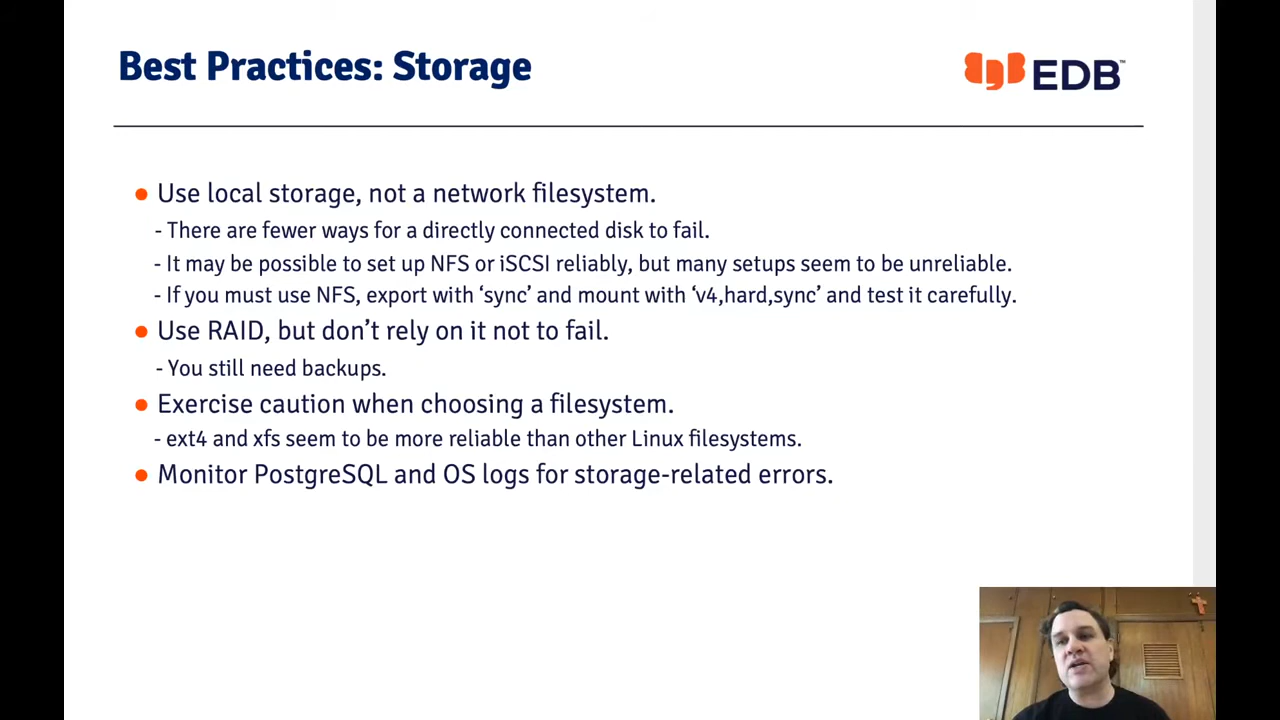 Best Practices: Storage
EDB™
• Use local storage, not a network filesystem.
- There are fewer ways for a directly connected disk to fail.
- It may be possible to set up NFS or iSCSI reliably, but many setups seem to be unreliable.
- If you must use NFS, export with ‘sync’ and mount with ‘v4,hard,sync’ and test it carefully.
• Use RAID, but don’t rely on it not to fail.
- You still need backups.
• Exercise caution when choosing a filesystem.
- ext4 and xfs seem to be more reliable than other Linux filesystems.
• Monitor PostgreSQL and OS logs for storage-related errors.